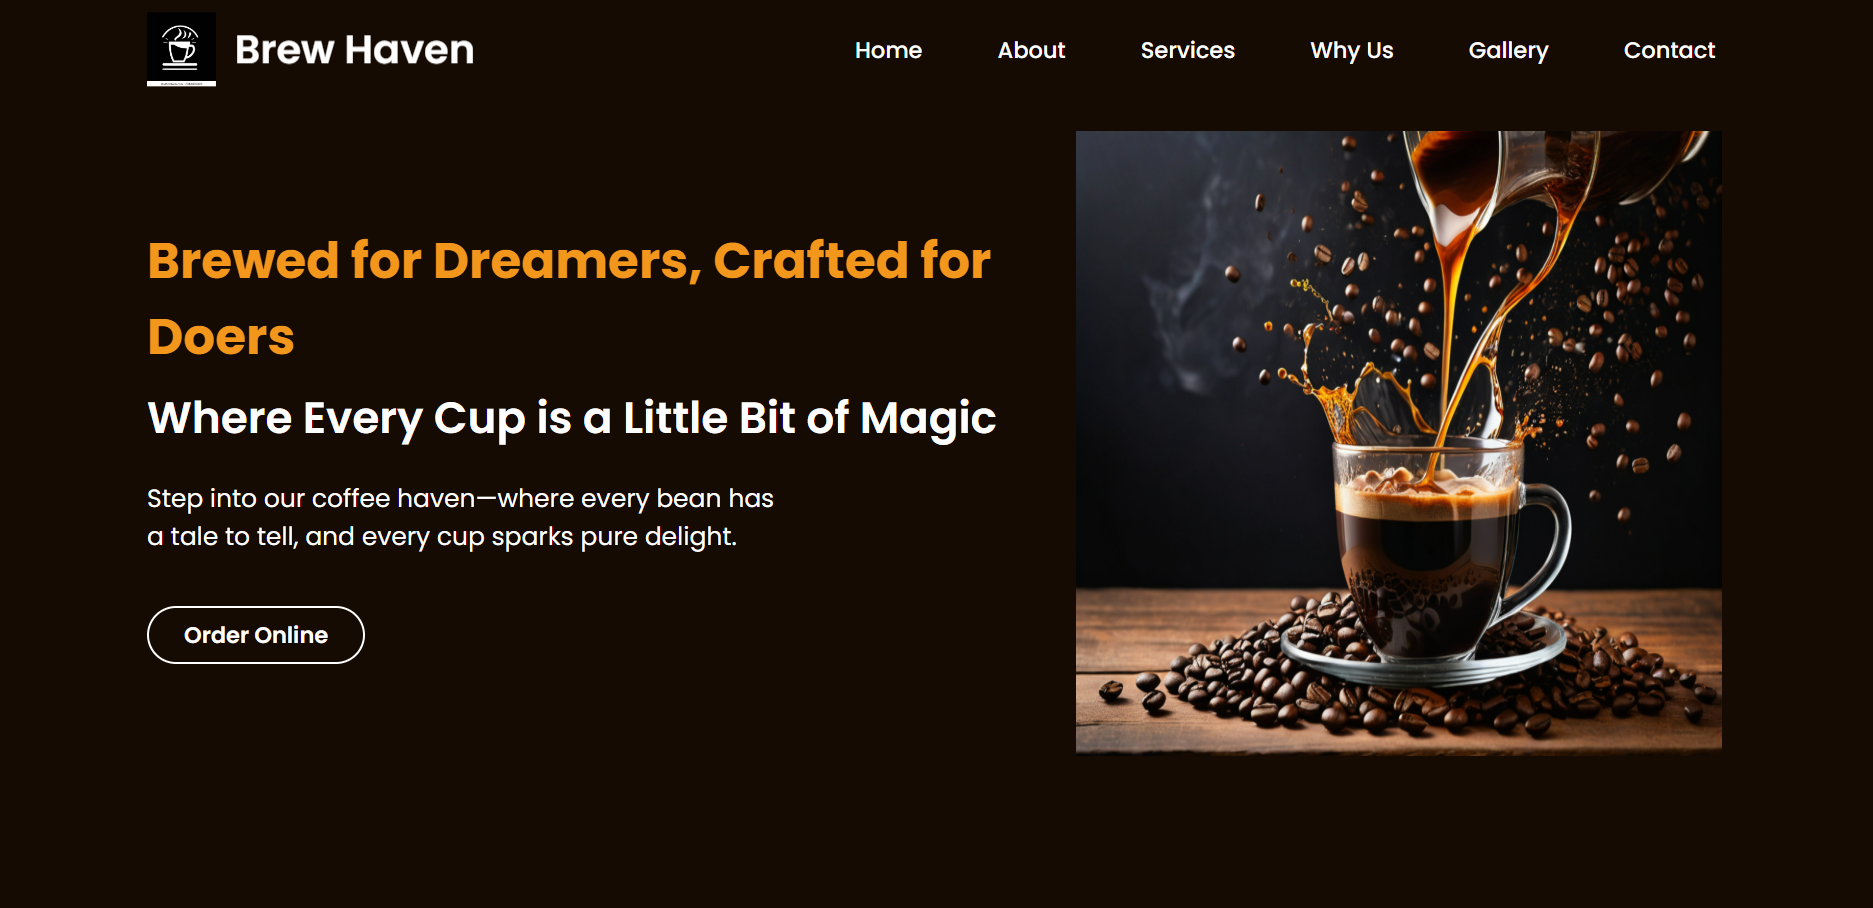 Brew Haven
Home About Services Why Us Gallery Contact
Brewed for Dreamers, Crafted for
Doers
Where Every Cup is a Little Bit of Magic
Step into our coffee haven—where every bean has
a tale to tell, and every cup sparks pure delight.
Order Online